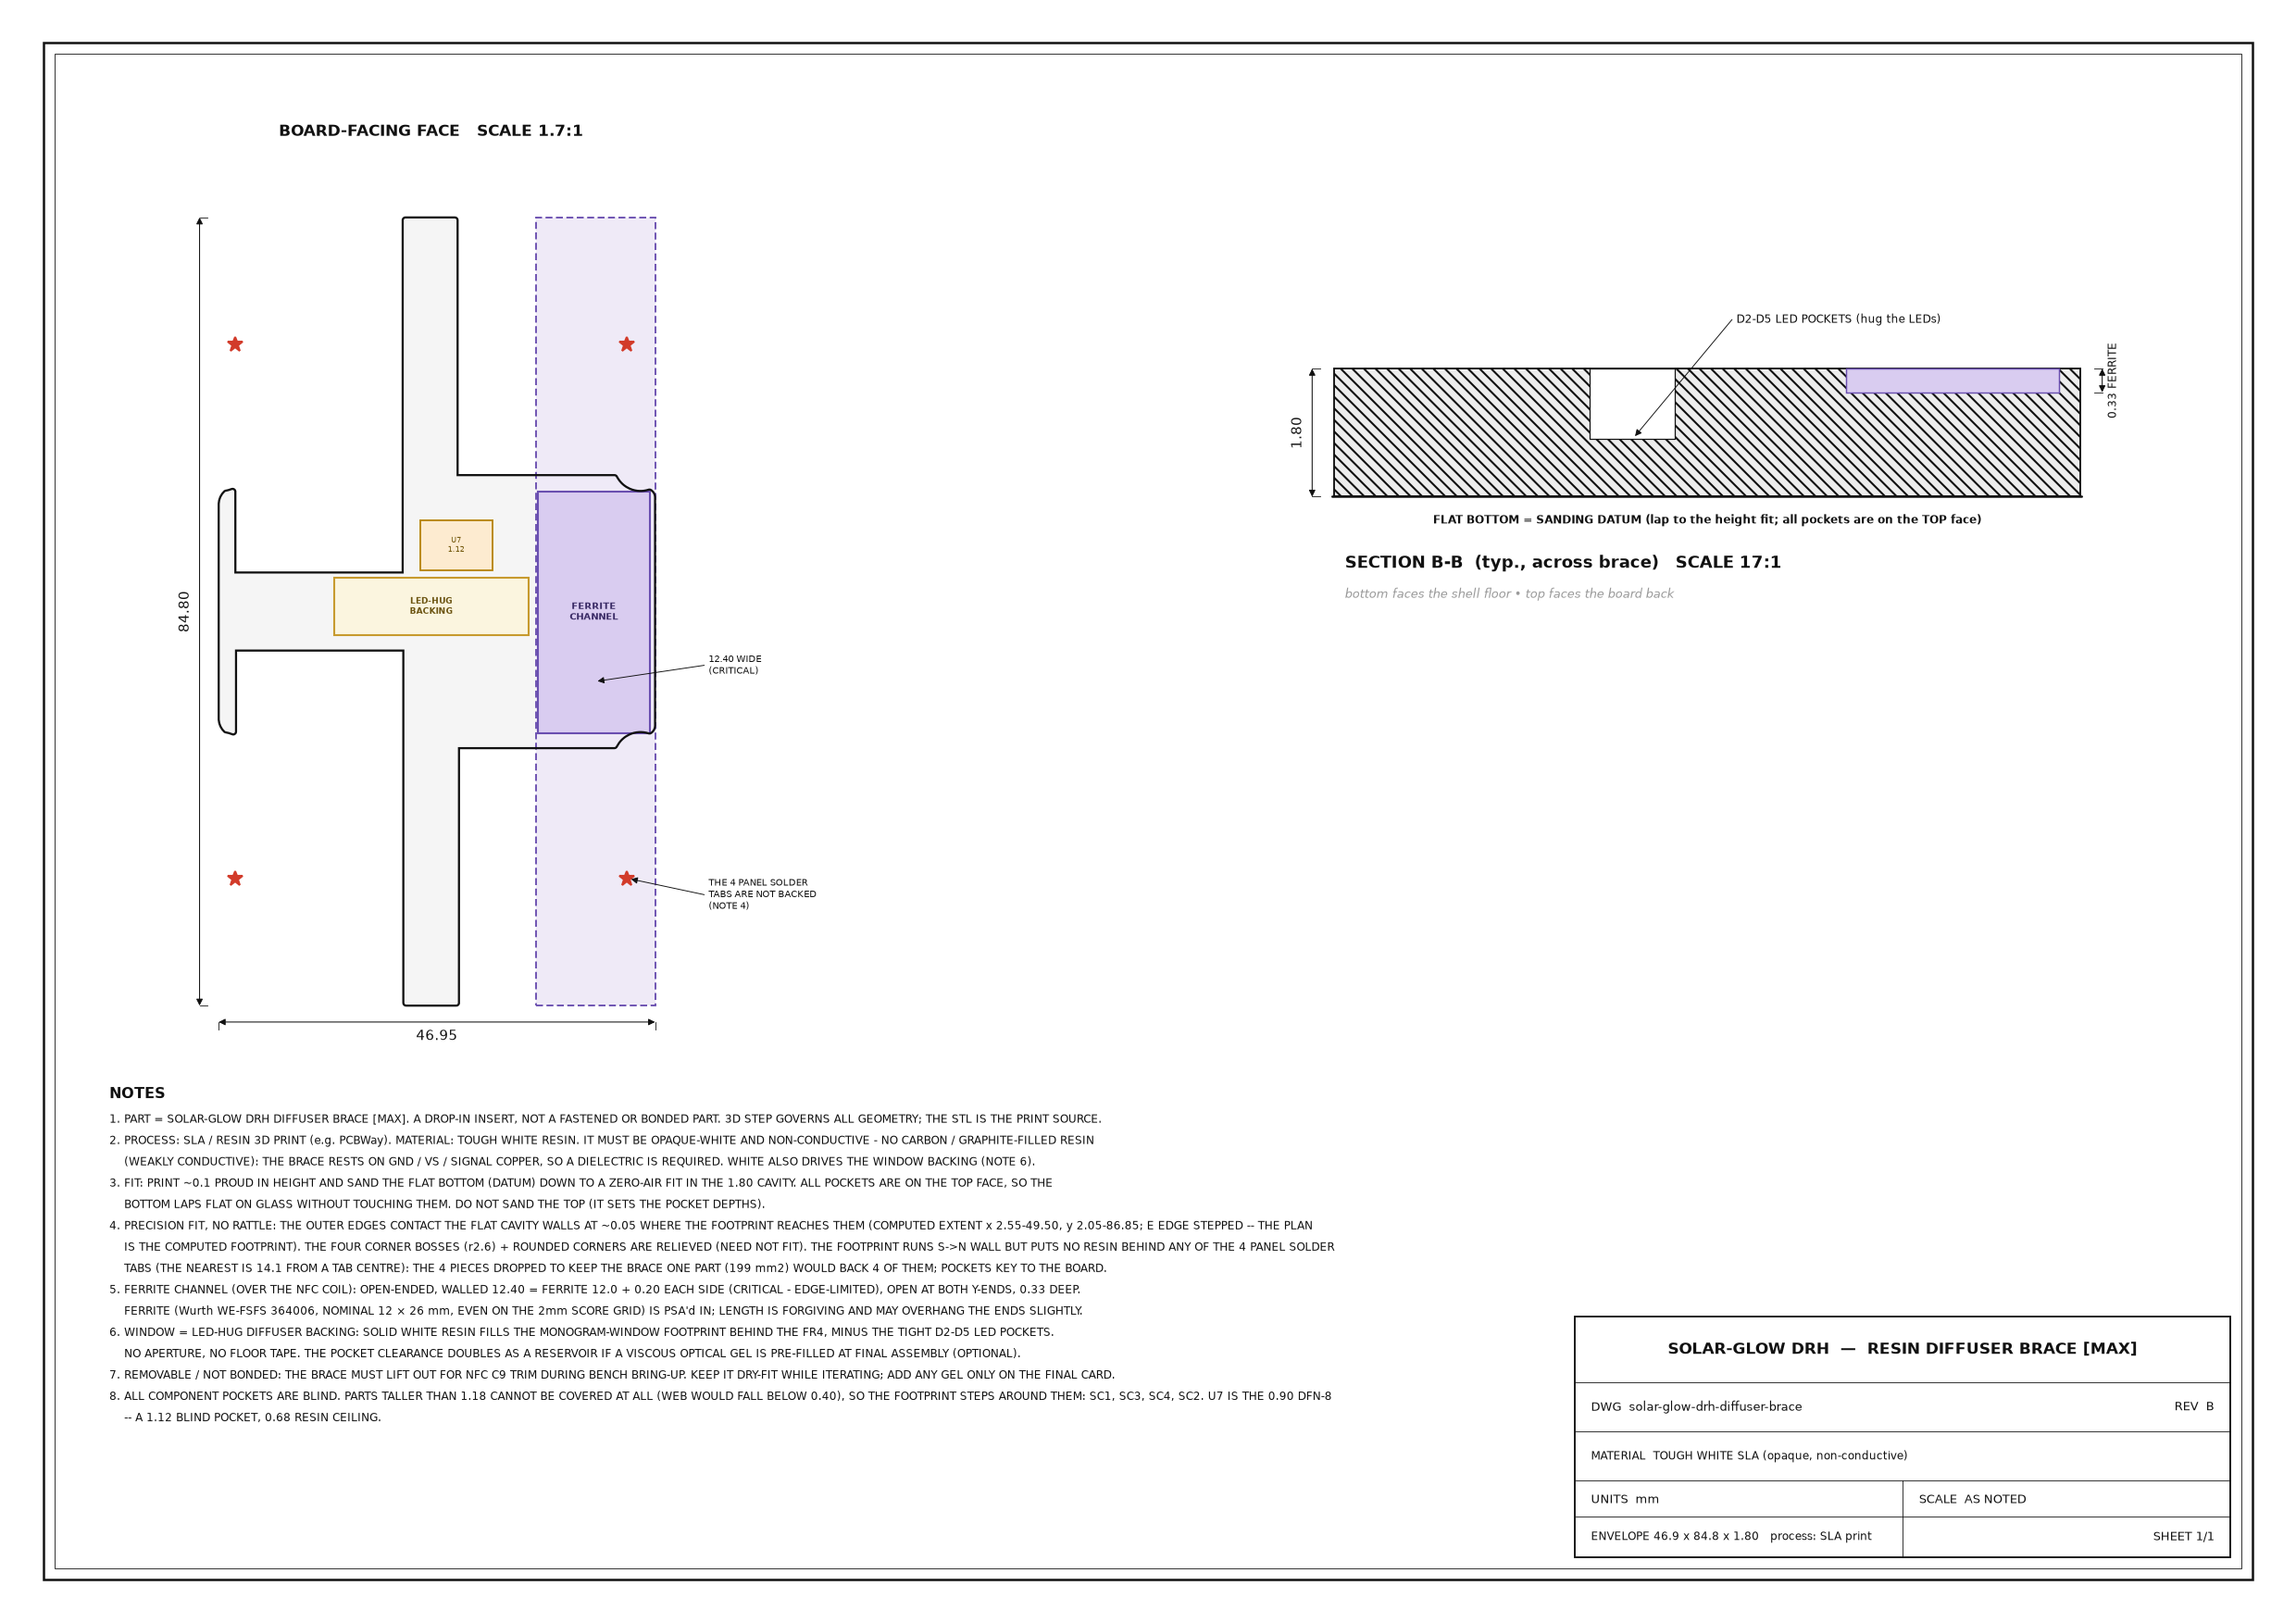 BOARD-FACING FACE   SCALE 1.7:1
D2-D5 LED POCKETS (hug the LEDs)
0.33 FERRITE
1.80
FLAT BOTTOM = SANDING DATUM (lap to the height fit; all pockets are on the TOP face)
SECTION B-B  (typ., across brace)   SCALE 17:1
bottom faces the shell floor • top faces the board back
U7
1.12
LED-HUG
BACKING
FERRITE
CHANNEL
84.80
12.40 WIDE
(CRITICAL)
THE 4 PANEL SOLDER
TABS ARE NOT BACKED
(NOTE 4)
46.95
NOTES
1. PART = SOLAR-GLOW DRH DIFFUSER BRACE [MAX]. A DROP-IN INSERT, NOT A FASTENED OR BONDED PART. 3D STEP GOVERNS ALL GEOMETRY; THE STL IS THE PRINT SOURCE.
2. PROCESS: SLA / RESIN 3D PRINT (e.g. PCBWay). MATERIAL: TOUGH WHITE RESIN. IT MUST BE OPAQUE-WHITE AND NON-CONDUCTIVE - NO CARBON / GRAPHITE-FILLED RESIN
(WEAKLY CONDUCTIVE): THE BRACE RESTS ON GND / VS / SIGNAL COPPER, SO A DIELECTRIC IS REQUIRED. WHITE ALSO DRIVES THE WINDOW BACKING (NOTE 6).
3. FIT: PRINT ~0.1 PROUD IN HEIGHT AND SAND THE FLAT BOTTOM (DATUM) DOWN TO A ZERO-AIR FIT IN THE 1.80 CAVITY. ALL POCKETS ARE ON THE TOP FACE, SO THE
BOTTOM LAPS FLAT ON GLASS WITHOUT TOUCHING THEM. DO NOT SAND THE TOP (IT SETS THE POCKET DEPTHS).
4. PRECISION FIT, NO RATTLE: THE OUTER EDGES CONTACT THE FLAT CAVITY WALLS AT ~0.05 WHERE THE FOOTPRINT REACHES THEM (COMPUTED EXTENT x 2.55-49.50, y 2.05-86.85; E EDGE STEPPED -- THE PLAN
IS THE COMPUTED FOOTPRINT). THE FOUR CORNER BOSSES (r2.6) + ROUNDED CORNERS ARE RELIEVED (NEED NOT FIT). THE FOOTPRINT RUNS S->N WALL BUT PUTS NO RESIN BEHIND ANY OF THE 4 PANEL SOLDER
TABS (THE NEAREST IS 14.1 FROM A TAB CENTRE): THE 4 PIECES DROPPED TO KEEP THE BRACE ONE PART (199 mm2) WOULD BACK 4 OF THEM; POCKETS KEY TO THE BOARD.
5. FERRITE CHANNEL (OVER THE NFC COIL): OPEN-ENDED, WALLED 12.40 = FERRITE 12.0 + 0.20 EACH SIDE (CRITICAL - EDGE-LIMITED), OPEN AT BOTH Y-ENDS, 0.33 DEEP.
FERRITE (Wurth WE-FSFS 364006, NOMINAL 12 × 26 mm, EVEN ON THE 2mm SCORE GRID) IS PSA'd IN; LENGTH IS FORGIVING AND MAY OVERHANG THE ENDS SLIGHTLY.
6. WINDOW = LED-HUG DIFFUSER BACKING: SOLID WHITE RESIN FILLS THE MONOGRAM-WINDOW FOOTPRINT BEHIND THE FR4, MINUS THE TIGHT D2-D5 LED POCKETS.
NO APERTURE, NO FLOOR TAPE. THE POCKET CLEARANCE DOUBLES AS A RESERVOIR IF A VISCOUS OPTICAL GEL IS PRE-FILLED AT FINAL ASSEMBLY (OPTIONAL).
7. REMOVABLE / NOT BONDED: THE BRACE MUST LIFT OUT FOR NFC C9 TRIM DURING BENCH BRING-UP. KEEP IT DRY-FIT WHILE ITERATING; ADD ANY GEL ONLY ON THE FINAL CARD.
8. ALL COMPONENT POCKETS ARE BLIND. PARTS TALLER THAN 1.18 CANNOT BE COVERED AT ALL (WEB WOULD FALL BELOW 0.40), SO THE FOOTPRINT STEPS AROUND THEM: SC1, SC3, SC4, SC2. U7 IS THE 0.90 DFN-8
-- A 1.12 BLIND POCKET, 0.68 RESIN CEILING.
SOLAR-GLOW DRH  —  RESIN DIFFUSER BRACE [MAX]
DWG  solar-glow-drh-diffuser-brace   REV  B
MATERIAL  TOUGH WHITE SLA (opaque, non-conductive)
UNITS  mm   SCALE  AS NOTED
ENVELOPE 46.9 x 84.8 x 1.80   process: SLA print   SHEET 1/1